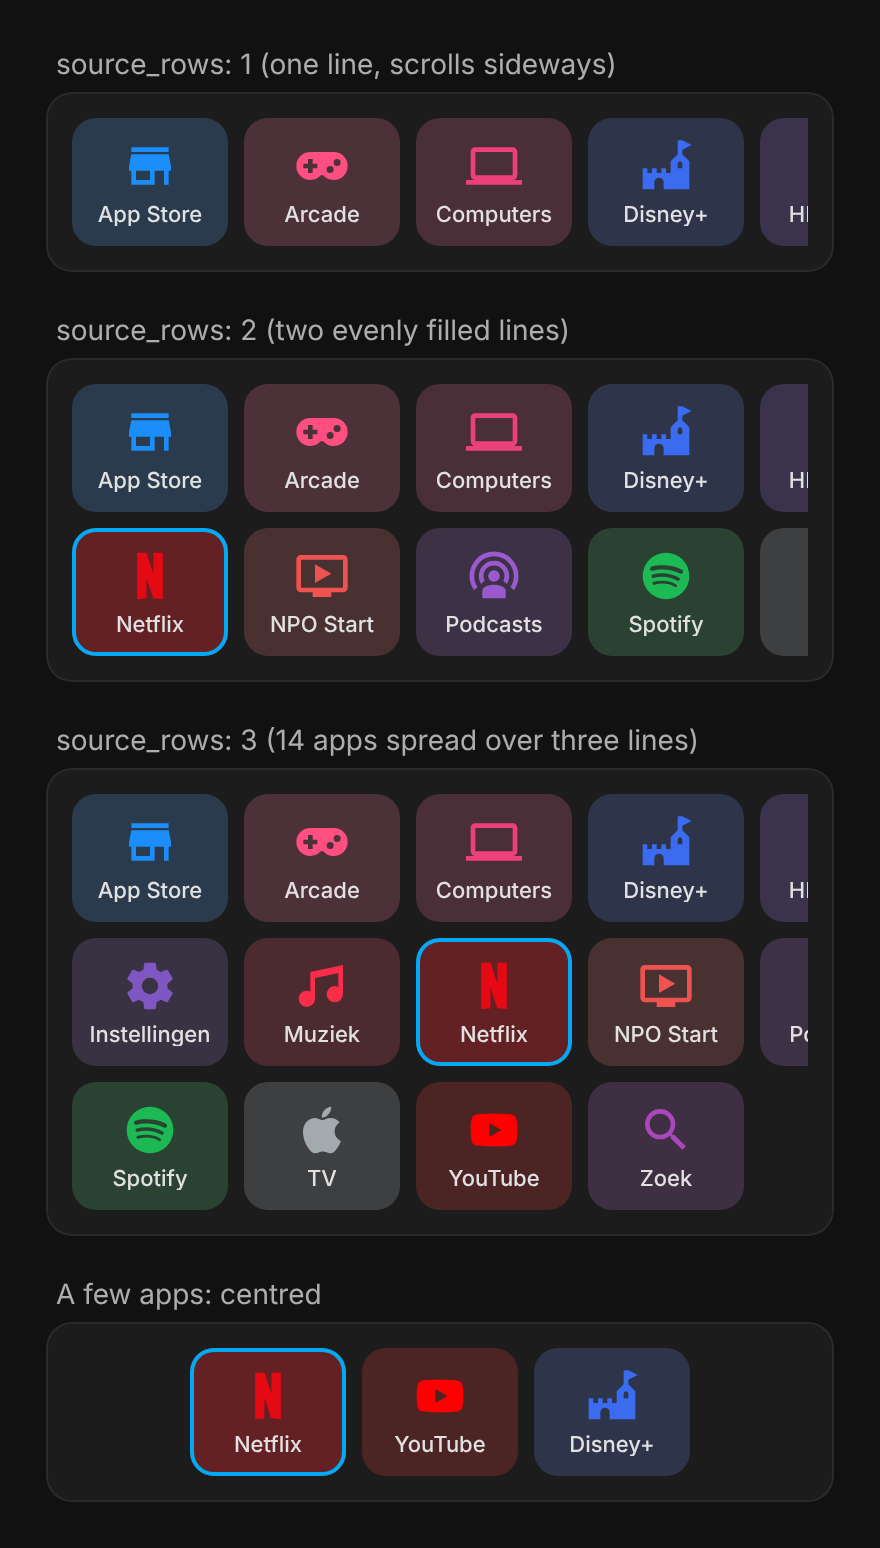 source_rows: 1 (one line, scrolls sideways)
App Store Arcade Computers Disney+
source_rows: 2 (two evenly filled lines)
App Store Arcade Computers Disney+
Netflix NPO Start Podcasts Spotify
source_rows: 3 (14 apps spread over three lines)
App Store Arcade Computers Disney+
Instellingen Muziek Netflix NPO Start
Spotify TV YouTube Zoek
A few apps: centred
Netflix YouTube Disney+